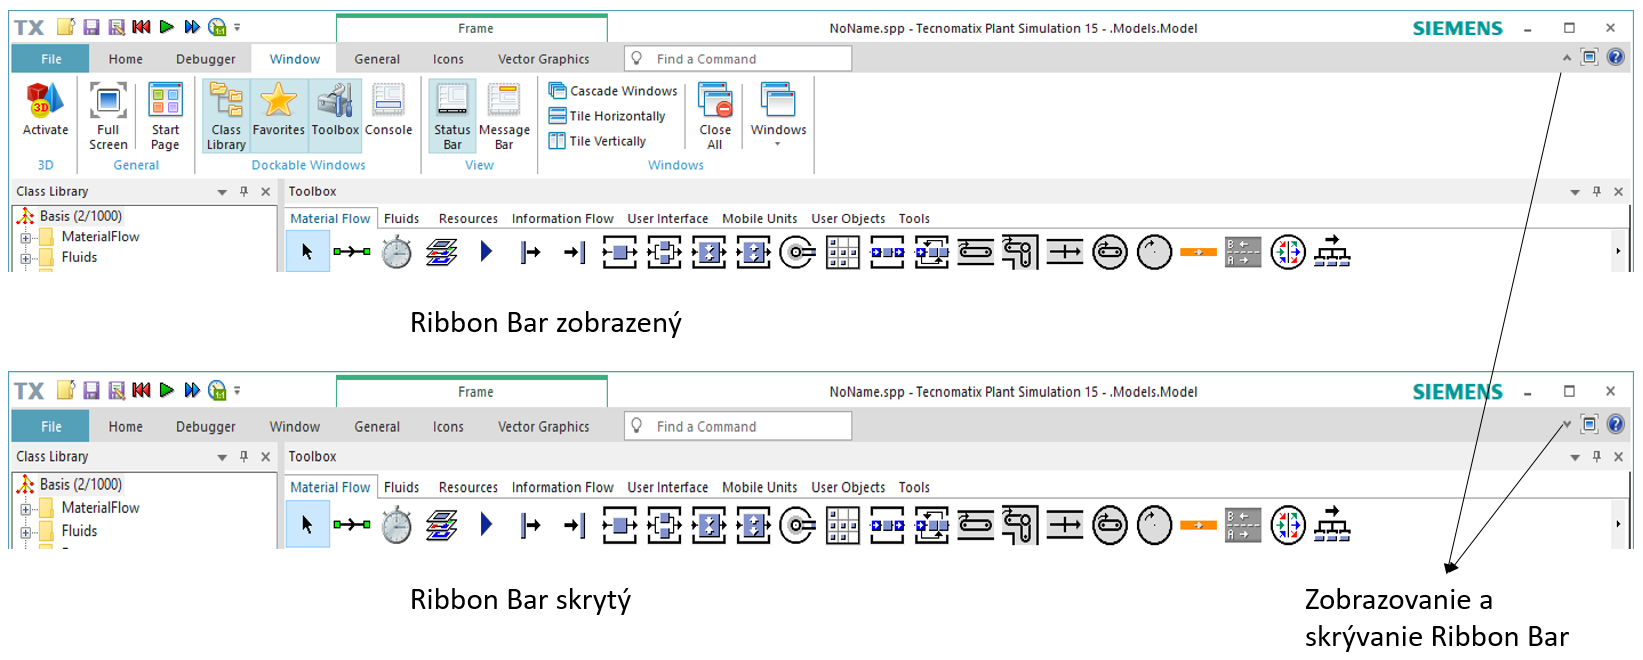 TX Frame NoName.spp - Tecnomatix Plant Simulation 15 - .Models.Model SIEMENS
File Home Debugger Window General Icons Vector Graphics Find a Command
3D
Activate Full Screen Start Page Class Library Favorites Toolbox Console Status Bar Message Bar Cascade Windows Tile Horizontally Tile Vertically Close All Windows
3D General Dockable Windows View Windows
Class Library Toolbox
Basis (2/1000) Material Flow Fluids Resources Information Flow User Interface Mobile Units User Objects Tools
MaterialFlow
Fluids
B
A
Ribbon Bar zobrazený
TX Frame NoName.spp - Tecnomatix Plant Simulation 15 - .Models.Model SIEMENS
File Home Debugger Window General Icons Vector Graphics Find a Command
Class Library Toolbox
Basis (2/1000) Material Flow Fluids Resources Information Flow User Interface Mobile Units User Objects Tools
MaterialFlow
Fluids
B
A
Ribbon Bar skrytý
Zobrazovanie a
skrývanie Ribbon Bar